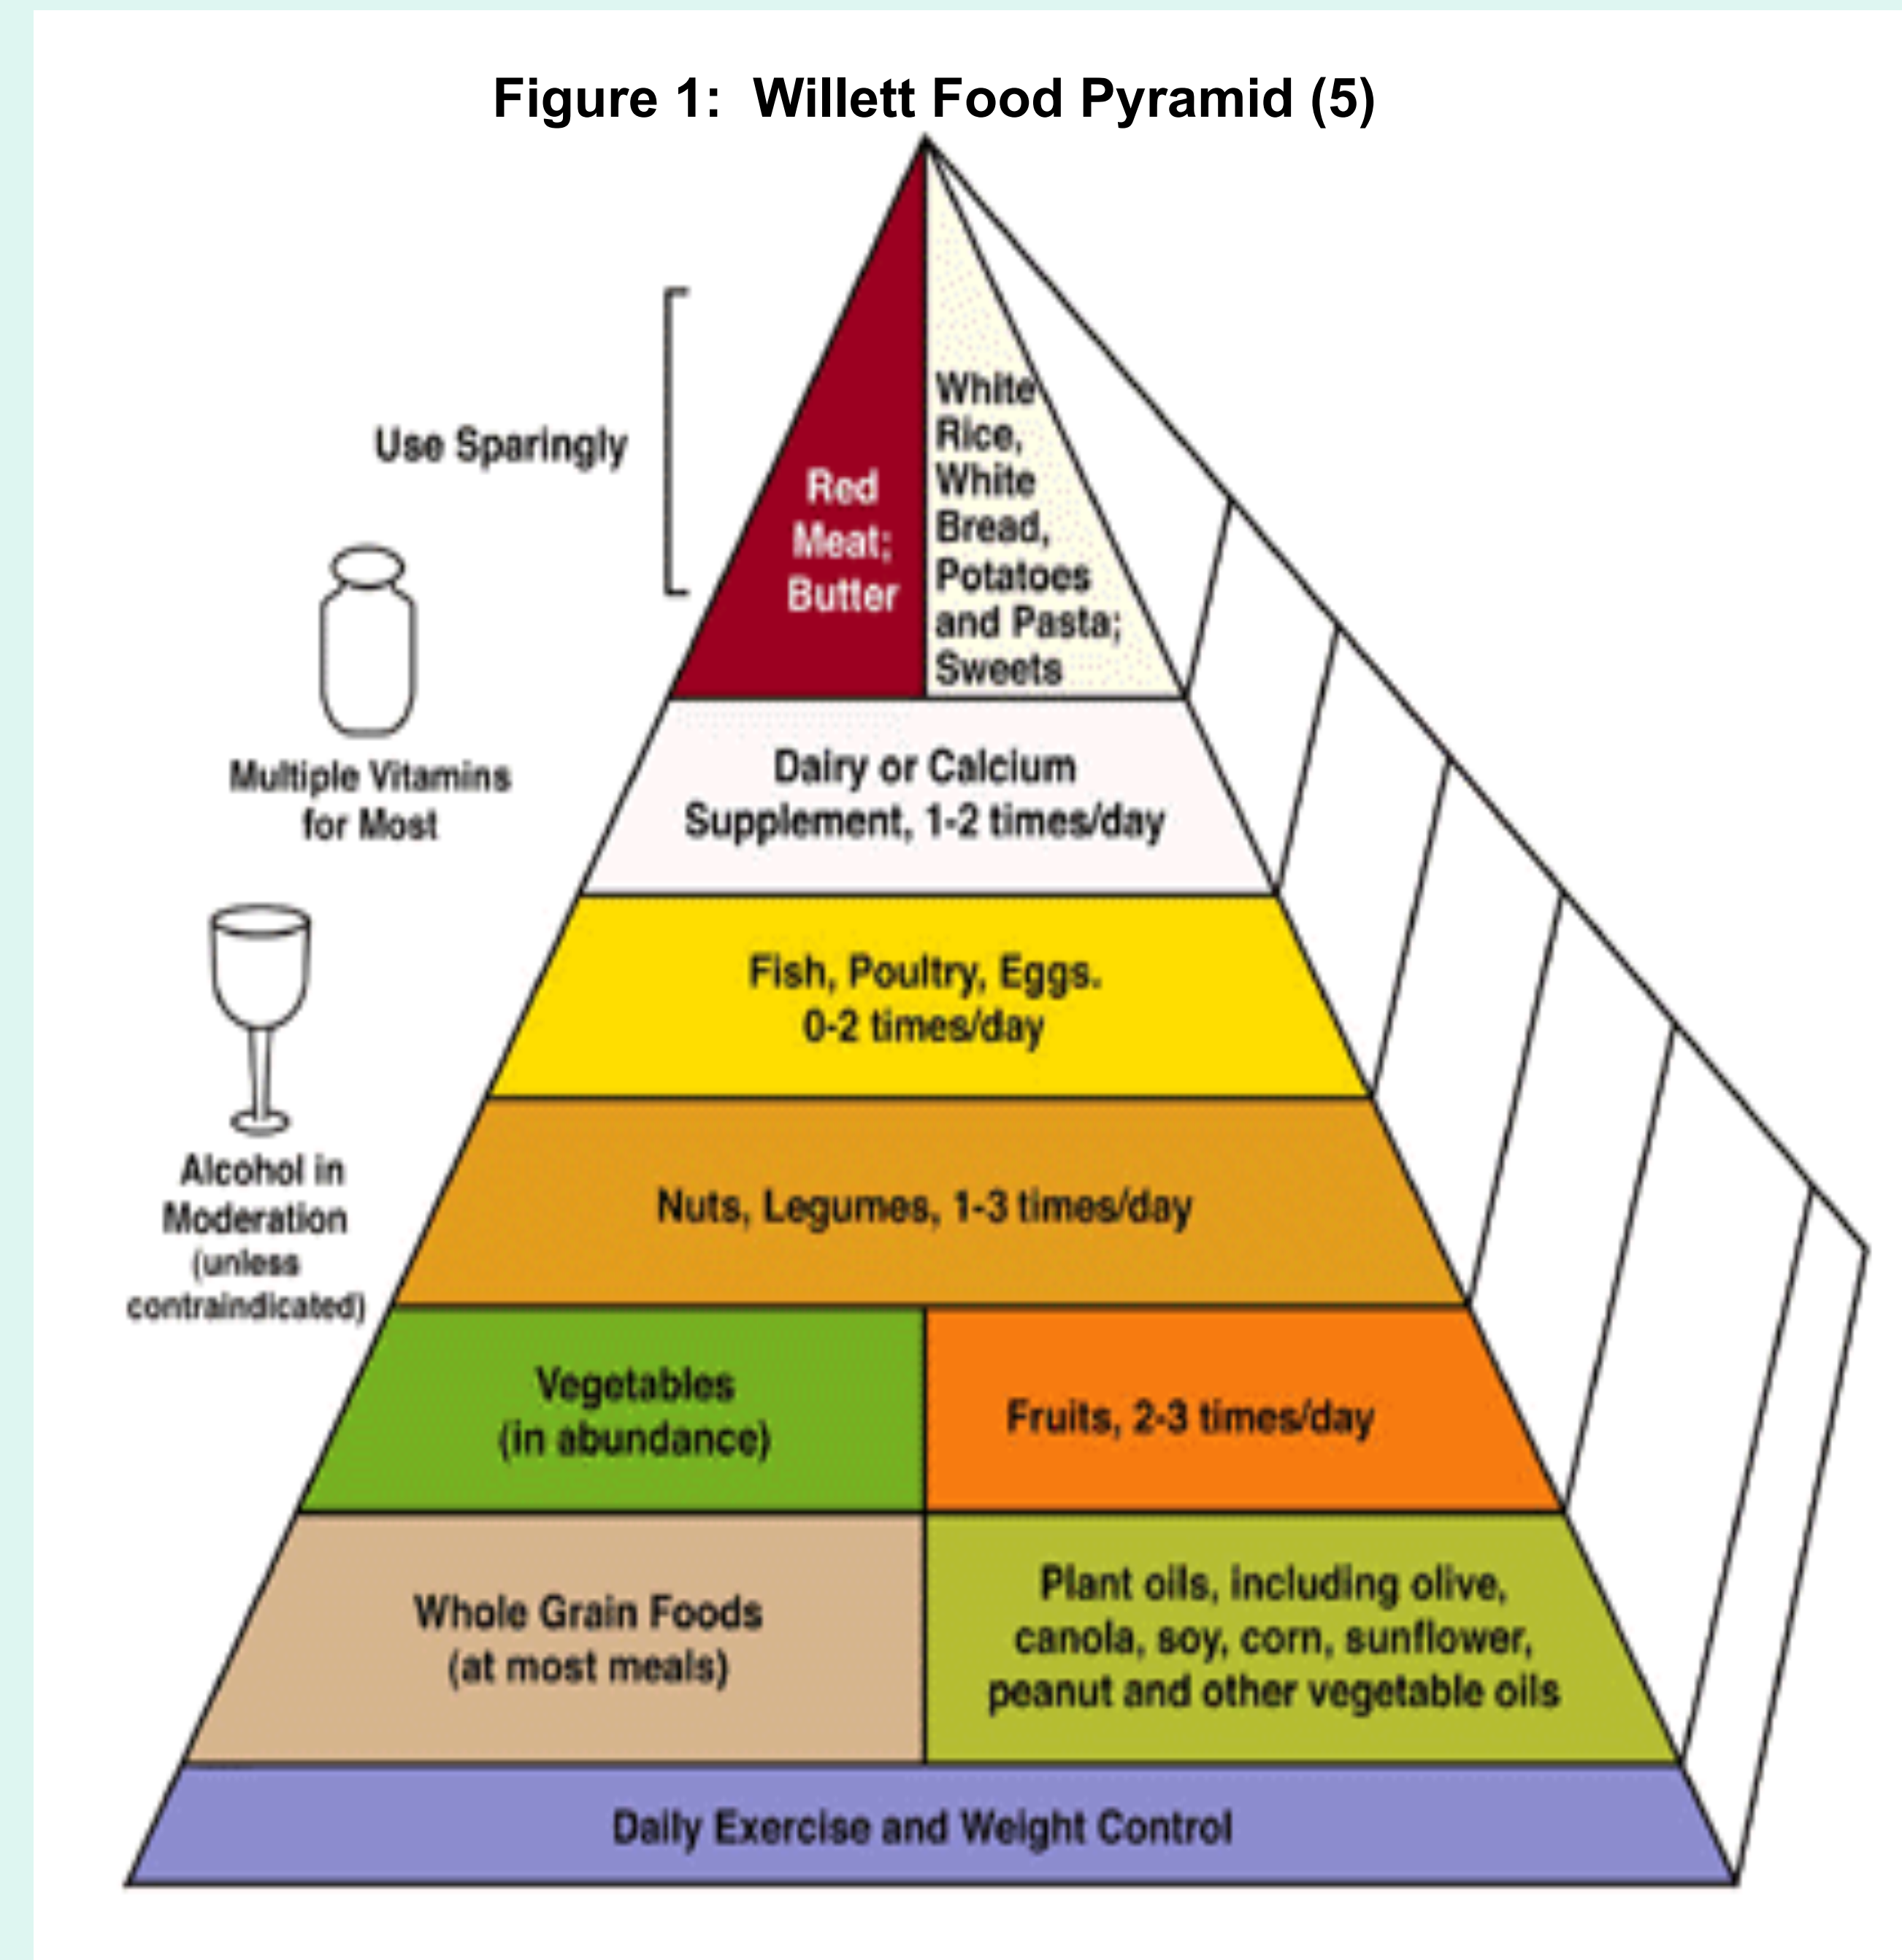 Figure 1:  Willett Food Pyramid (5)
Use Sparingly
Red
Meat;
Butter
White
Rice,
White
Bread,
Potatoes
and Pasta;
Sweets
Multiple Vitamins
for Most
Dairy or Calcium
Supplement, 1-2 times/day
Fish, Poultry, Eggs.
0-2 times/day
Alcohol in
Moderation
(unless
contraindicated)
Nuts, Legumes, 1-3 times/day
Vegetables
(in abundance)
Fruits, 2-3 times/day
Whole Grain Foods
(at most meals)
Plant oils, including olive,
canola, soy, corn, sunflower,
peanut and other vegetable oils
Daily Exercise and Weight Control